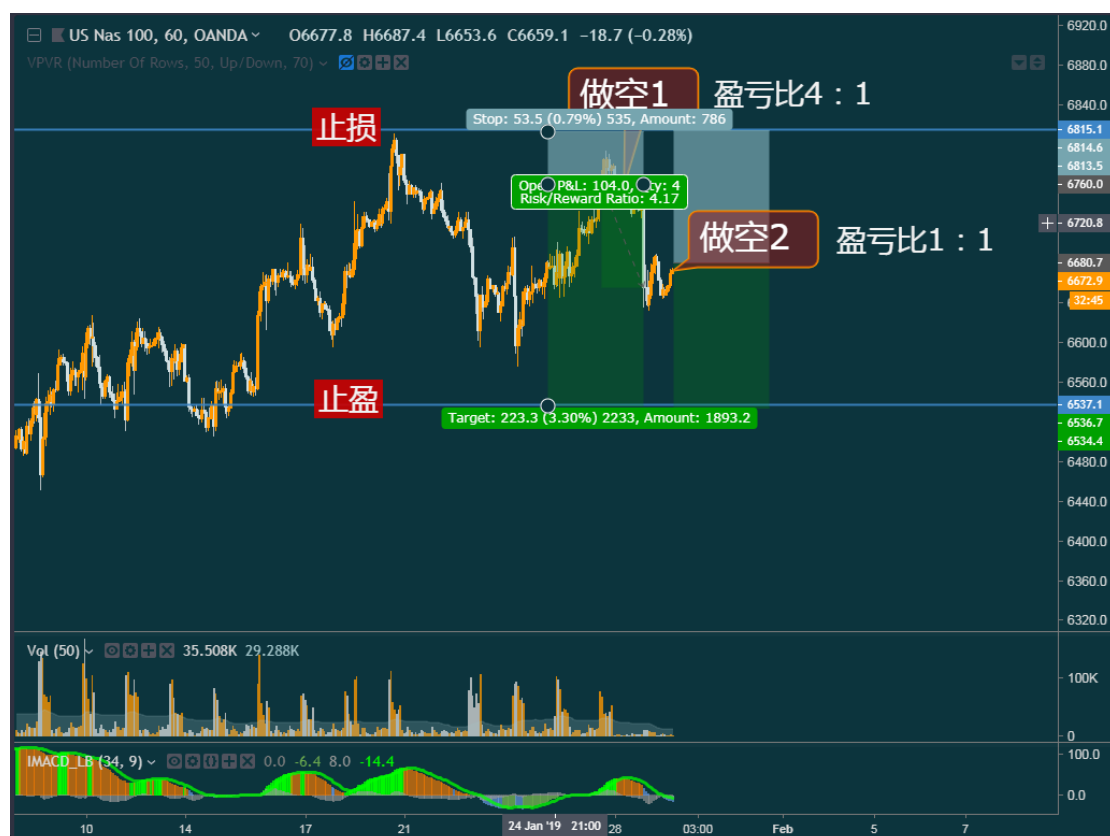 US Nas 100, 60, OANDA O6677.8 H6687.4 L6653.6 C6659.1 −18.7 (−0.28%)
VPVR (Number Of Rows, 50, Up/Down, 70)
做空1 盈亏比4：1
止损
Stop: 53.5 (0.79%) 535, Amount: 786
P&L: 104.0, Qty: 4
Risk/Reward Ratio: 4.17
做空2 盈亏比1：1
止盈
Target: 223.3 (3.30%) 2233, Amount: 1893.2
6920.0
6880.0
6840.0
6815.1
6814.6
6813.5
6760.0
6720.8
6680.7
6672.9
32:45
6600.0
6560.0
6537.1
6536.7
6534.4
6480.0
6440.0
6400.0
6360.0
6320.0
Vol (50) 35.508K 29.288K
100K
0
IMACD_LB (34, 9) 0.0 −6.4 8.0 −14.4
100.0
0.0
10 14 17 21 24 Jan '19 21:00 28 03:00 Feb 5 7